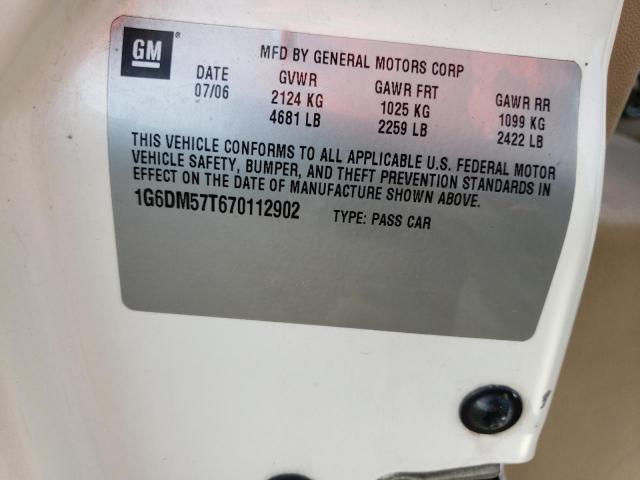 GM®
MFD BY GENERAL MOTORS CORP
DATE GVWR GAWR FRT GAWR RR
07/06 2124 KG 1025 KG 1099 KG
4681 LB 2259 LB 2422 LB
THIS VEHICLE CONFORMS TO ALL APPLICABLE U.S. FEDERAL MOTOR
VEHICLE SAFETY, BUMPER, AND THEFT PREVENTION STANDARDS IN
EFFECT ON THE DATE OF MANUFACTURE SHOWN ABOVE.
1G6DM57T670112902 TYPE: PASS CAR